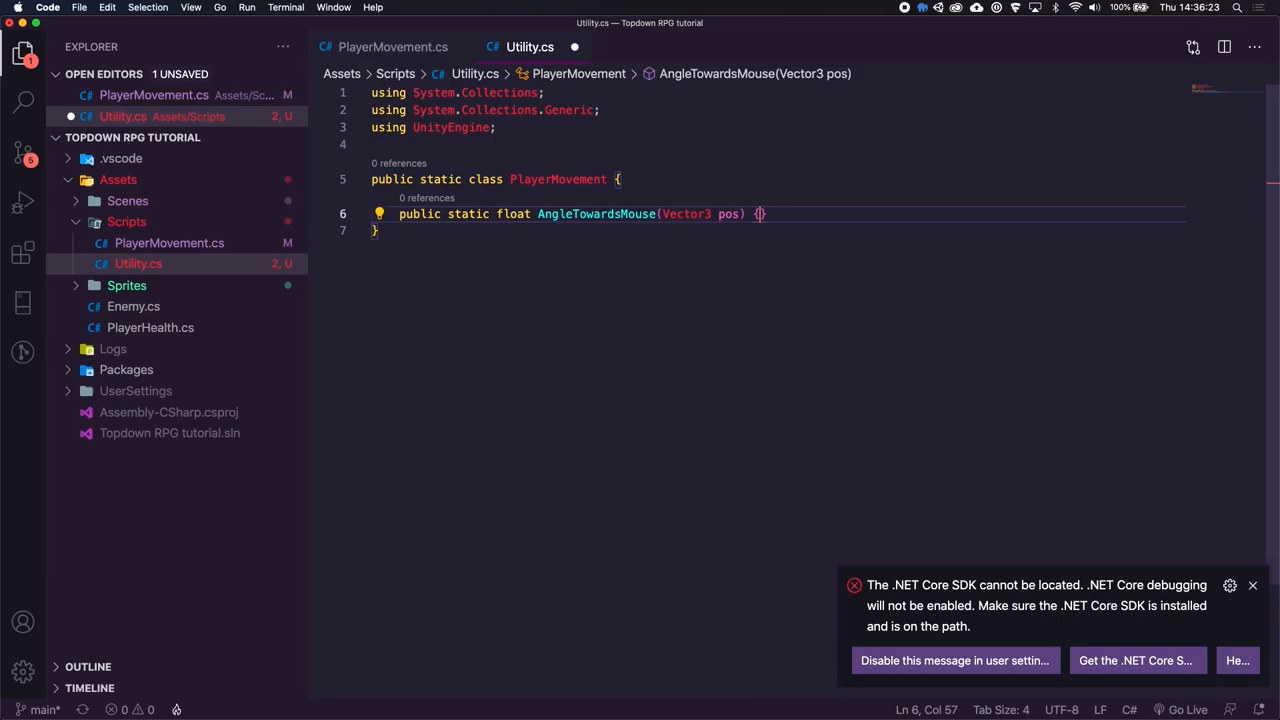 Code File Edit Selection View Go Run Terminal Window Help 100% Thu 14:36:23
Utility.cs — Topdown RPG tutorial
EXPLORER
OPEN EDITORS 1 UNSAVED
PlayerMovement.cs Assets/Sc... M
Utility.cs Assets/Scripts 2, U
TOPDOWN RPG TUTORIAL
.vscode
Assets
Scenes
Scripts
PlayerMovement.cs M
Utility.cs 2, U
Sprites
Enemy.cs
PlayerHealth.cs
Logs
Packages
UserSettings
Assembly-CSharp.csproj
Topdown RPG tutorial.sln
OUTLINE
TIMELINE
1
5
C# PlayerMovement.cs C# Utility.cs
Assets > Scripts > C# Utility.cs > PlayerMovement > AngleTowardsMouse(Vector3 pos)
1 using System.Collections;
2 using System.Collections.Generic;
3 using UnityEngine;
4
0 references
5 public static class PlayerMovement {
0 references
6 public static float AngleTowardsMouse(Vector3 pos) {}
7 }
The .NET Core SDK cannot be located. .NET Core debugging
will not be enabled. Make sure the .NET Core SDK is installed
and is on the path.
Disable this message in user settin... Get the .NET Core S... He...
main* 0 0 Ln 6, Col 57 Tab Size: 4 UTF-8 LF C# Go Live